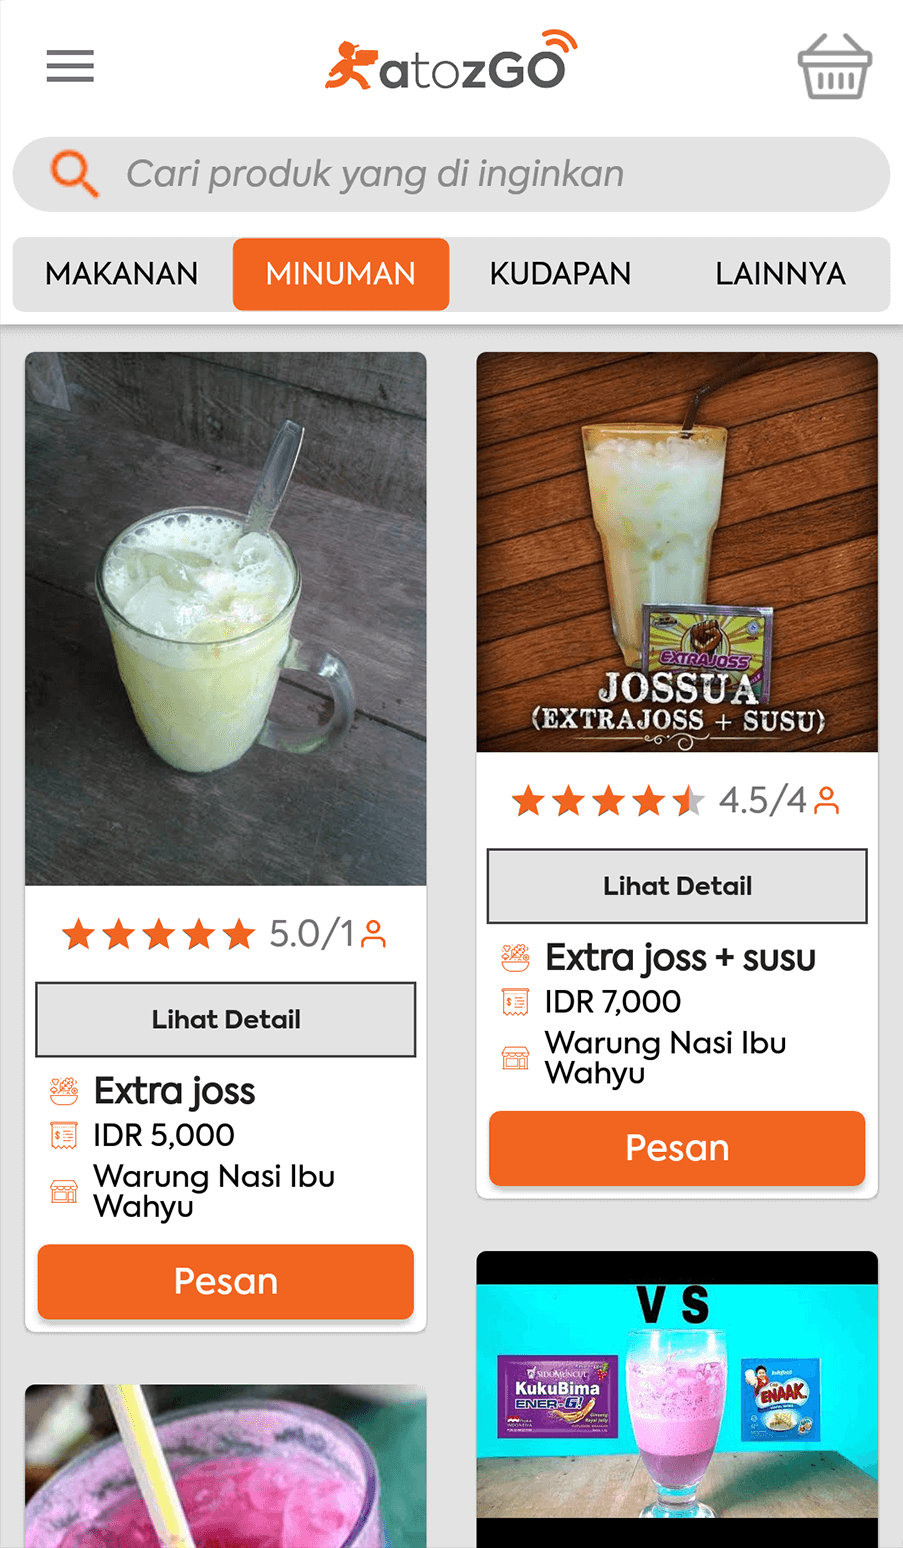 atozGO
Cari produk yang di inginkan
MAKANAN
MINUMAN
KUDAPAN
LAINNYA
5.0/1
Lihat Detail
Extra joss
IDR 5,000
Warung Nasi Ibu
Wahyu
Pesan
EXTRAJOSS
JOSSUA
(EXTRAJOSS + SUSU)
4.5/4
Lihat Detail
Extra joss + susu
IDR 7,000
Warung Nasi Ibu
Wahyu
Pesan
VS
SIDOMUNCUL
KukuBima
ENER-G!
Indofood
ENAAK